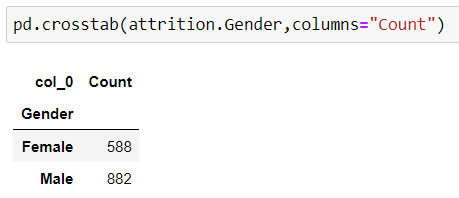 pd.crosstab(attrition.Gender,columns="Count")
col_0 Count
Gender
Female 588
Male 882